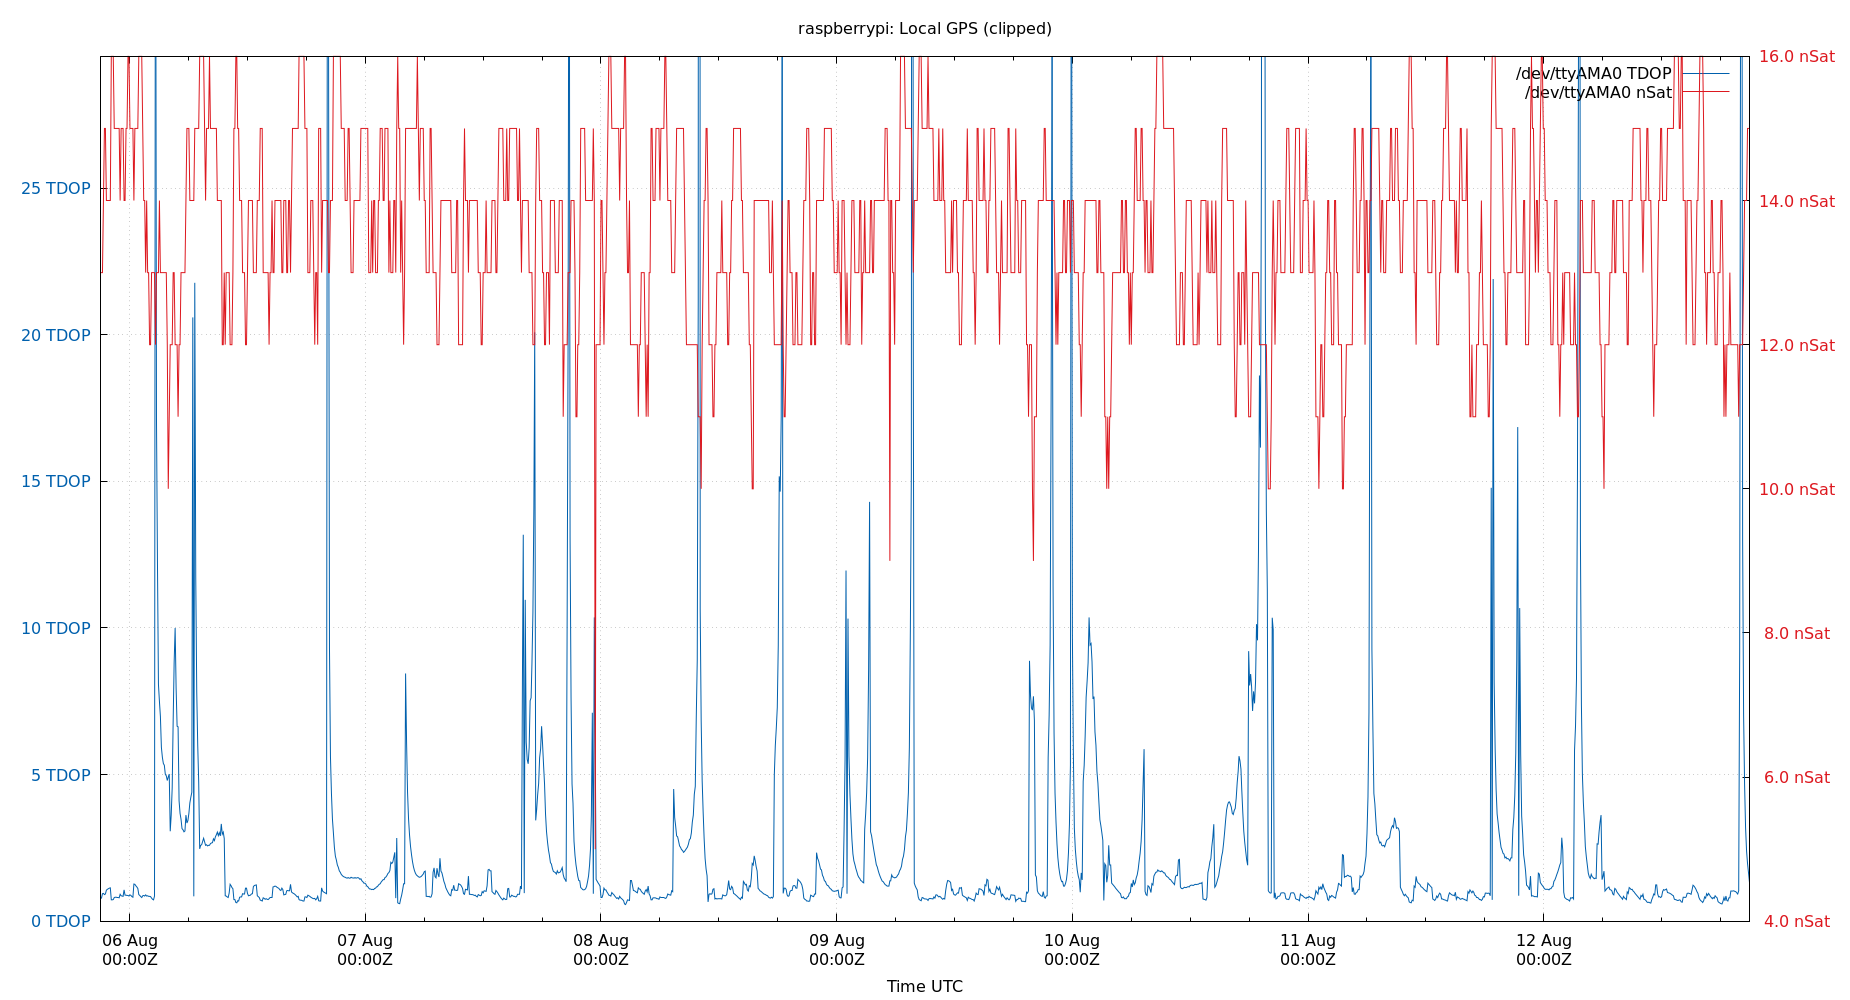 raspberrypi: Local GPS (clipped)
/dev/ttyAMA0 TDOP
/dev/ttyAMA0 nSat
25 TDOP
20 TDOP
15 TDOP
10 TDOP
5 TDOP
0 TDOP
16.0 nSat
14.0 nSat
12.0 nSat
10.0 nSat
8.0 nSat
6.0 nSat
4.0 nSat
06 Aug
00:00Z
07 Aug
00:00Z
08 Aug
00:00Z
09 Aug
00:00Z
10 Aug
00:00Z
11 Aug
00:00Z
12 Aug
00:00Z
Time UTC